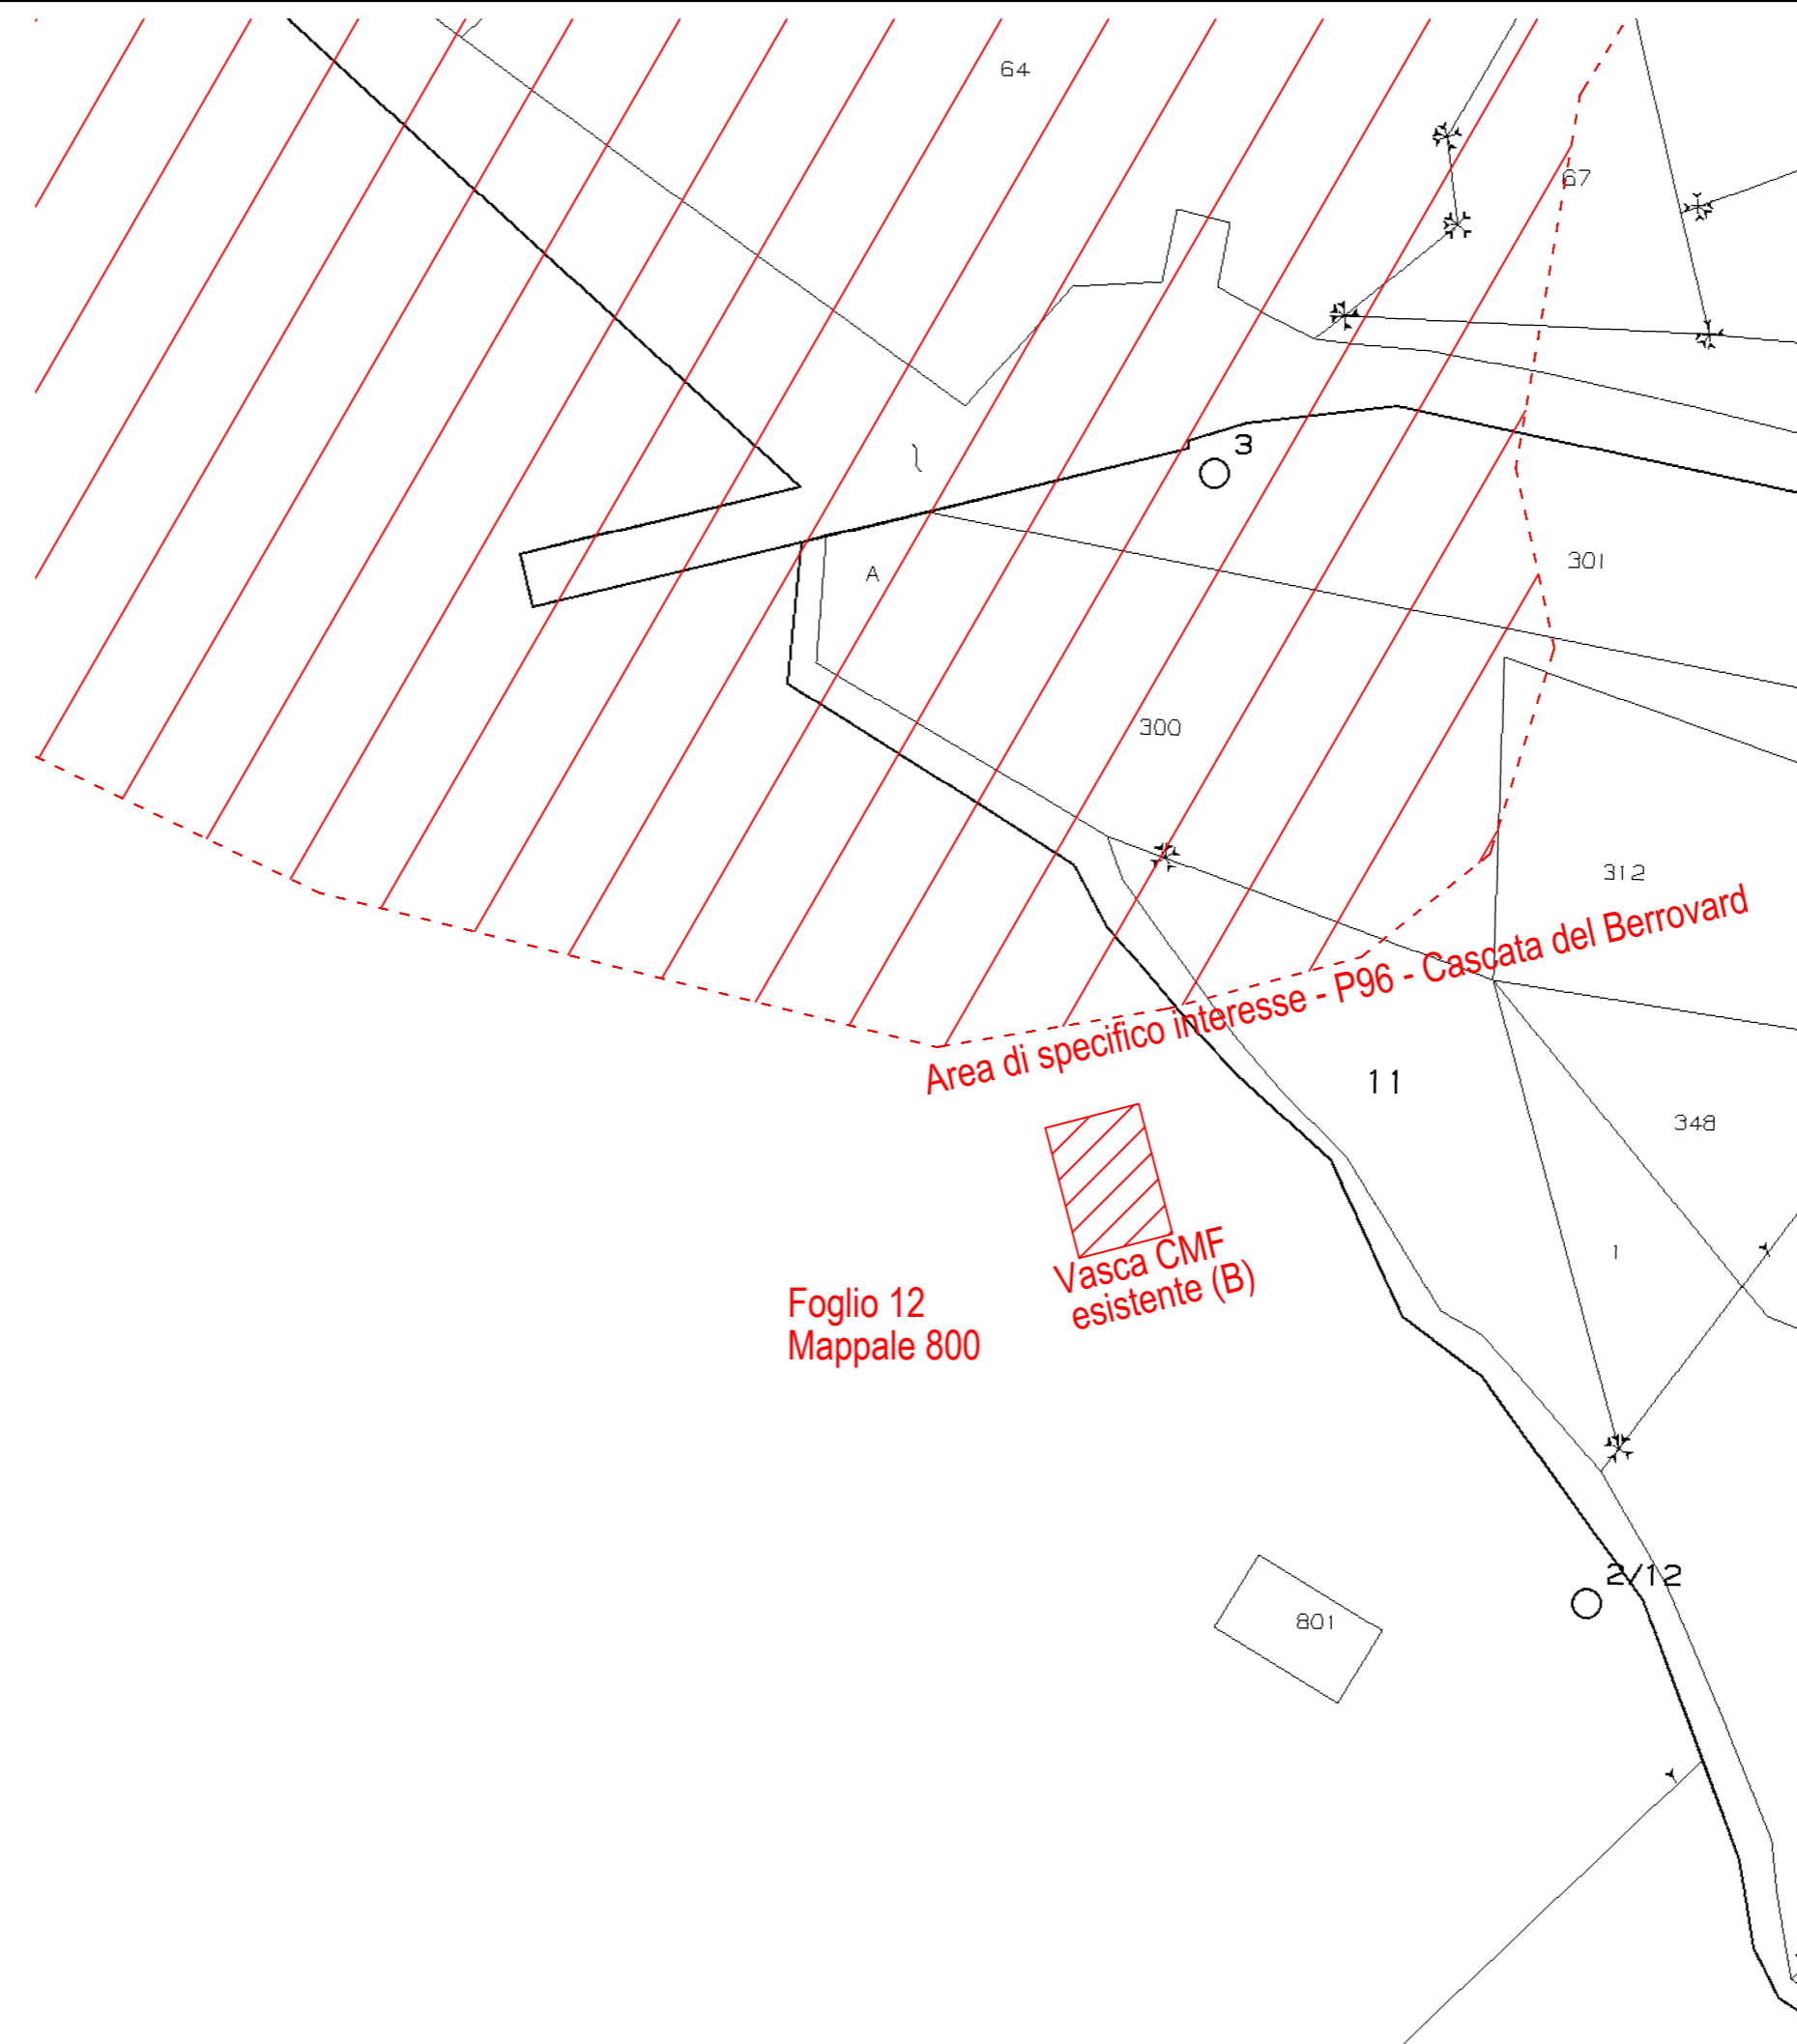 64
67
3
301
A
300
312
Area di specifico interesse - P96 - Cascata del Berrovard
11
348
Vasca CMF
esistente (B)
1
Foglio 12
Mappale 800
2/12
801